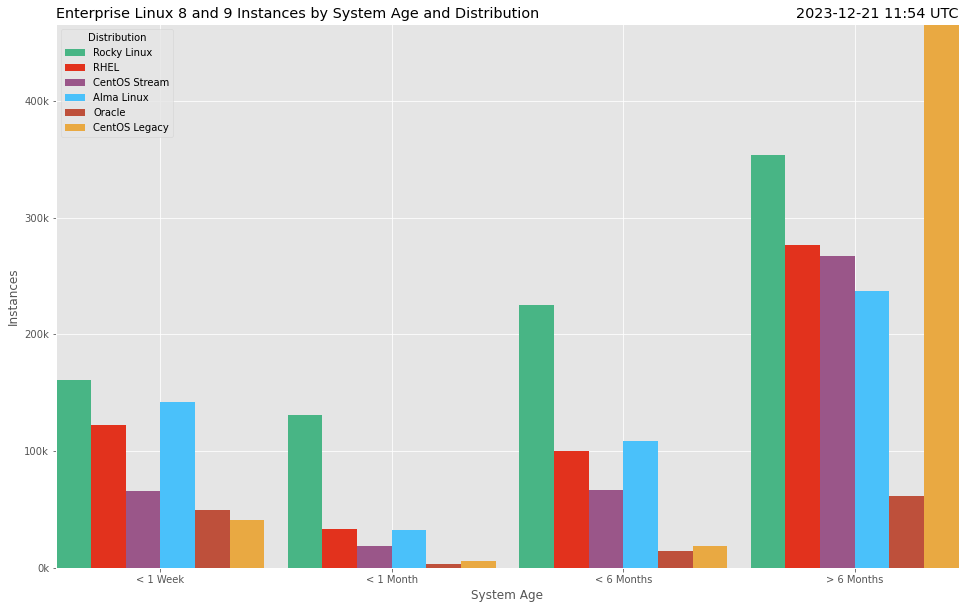 Enterprise Linux 8 and 9 Instances by System Age and Distribution
2023-12-21 11:54 UTC
Distribution
Rocky Linux
RHEL
CentOS Stream
Alma Linux
Oracle
CentOS Legacy
400k
300k
200k
100k
0k
Instances
< 1 Week
< 1 Month
< 6 Months
> 6 Months
System Age